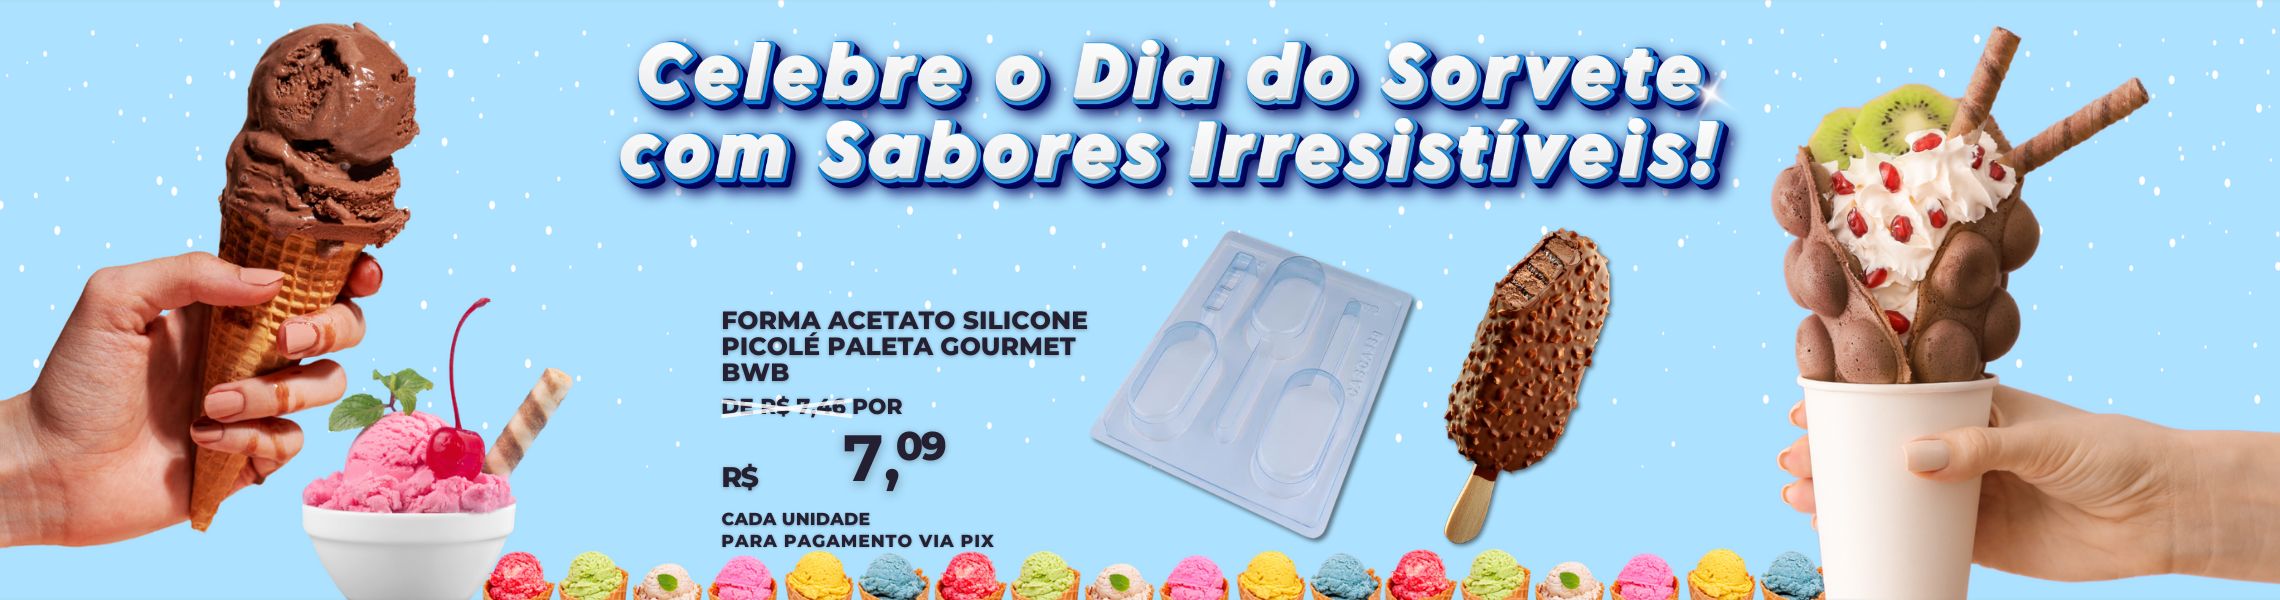 Celebre o Dia do Sorvete
com Sabores Irresistíveis!
FORMA ACETATO SILICONE
PICOLÉ PALETA GOURMET
BWB
DE R$ 7,46 POR
R$ 7,09
CADA UNIDADE
PARA PAGAMENTO VIA PIX